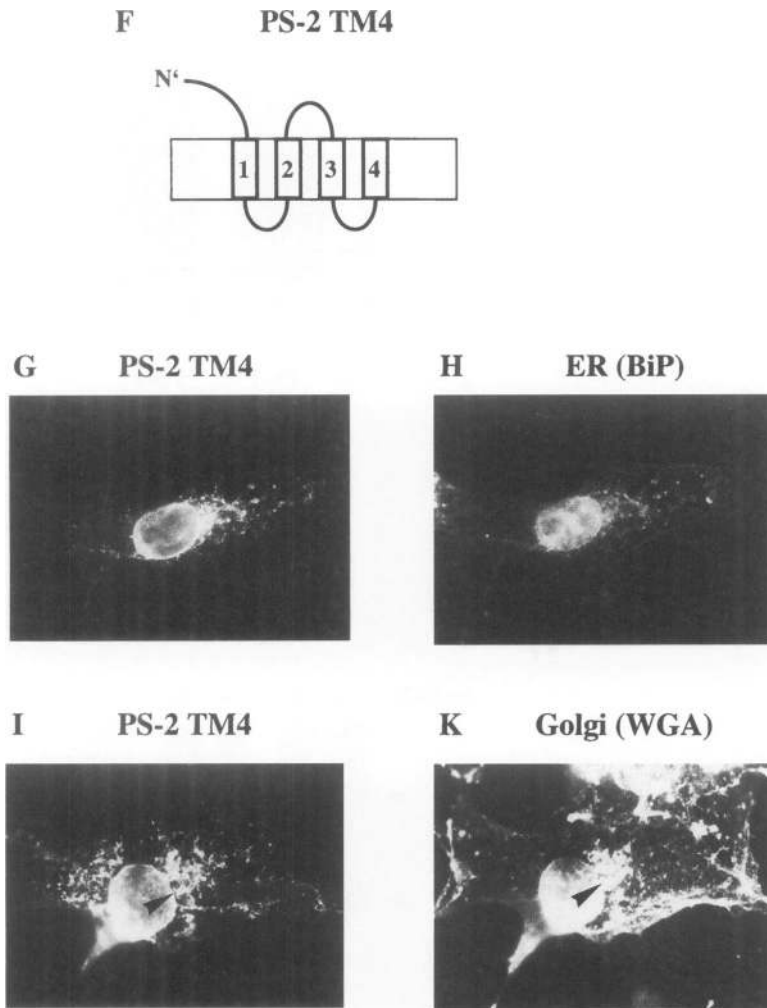 F PS-2 TM4
N‘
1 2 3 4
G PS-2 TM4 H ER (BiP)
I PS-2 TM4 K Golgi (WGA)